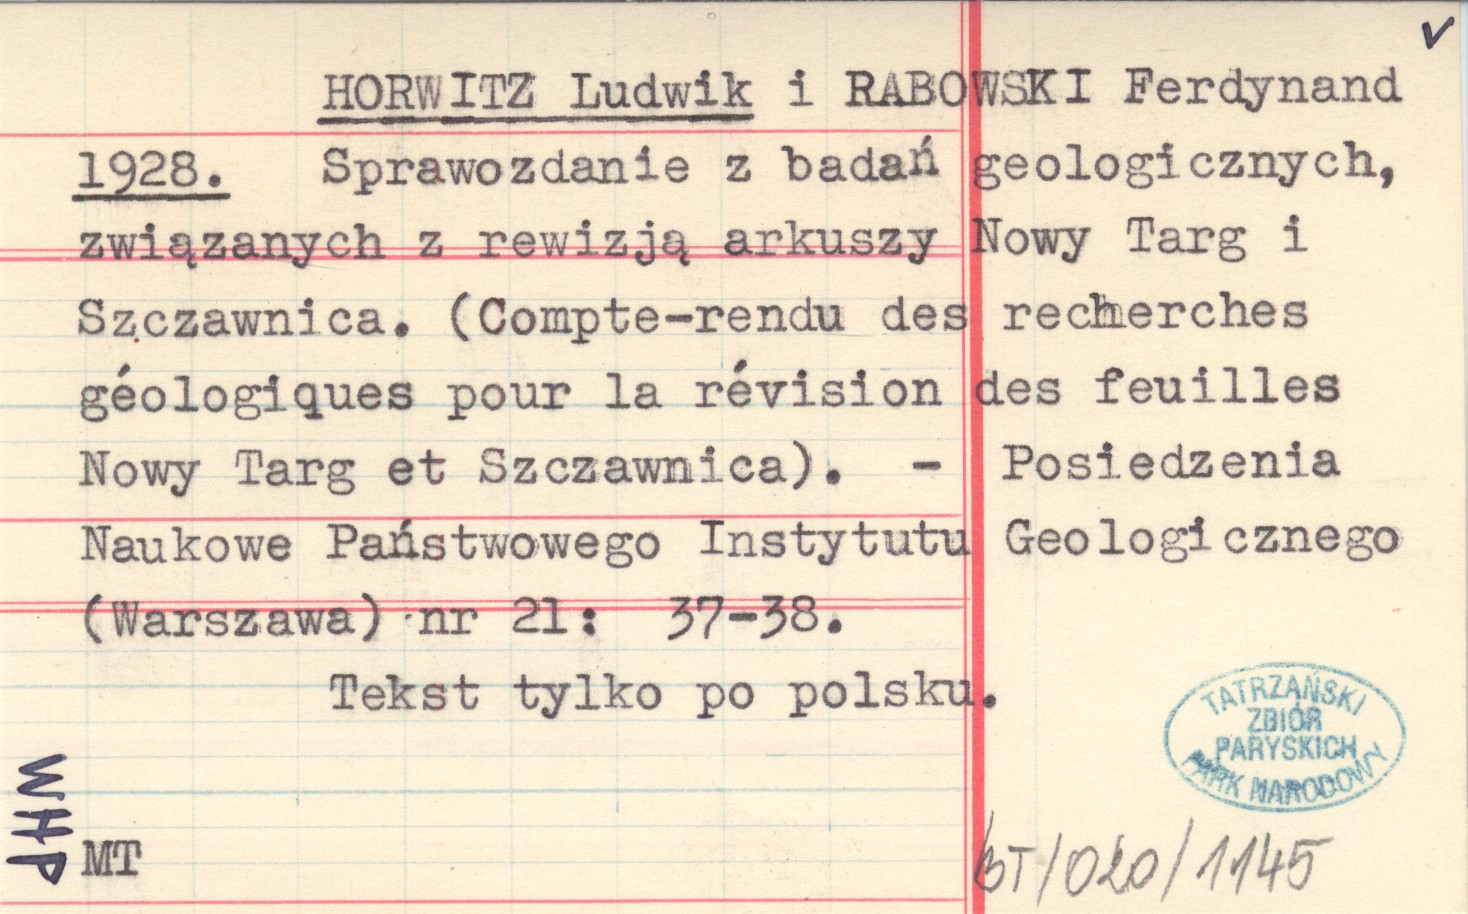 ✓
HORWITZ Ludwik i RABOWSKI Ferdynand
1928. Sprawozdanie z badań geologicznych,
związanych z rewizją arkuszy Nowy Targ i
Szczawnica. (Compte-rendu des recherches
géologiques pour la révision des feuilles
Nowy Targ et Szczawnica). - Posiedzenia
Naukowe Państwowego Instytutu Geologicznego
(Warszawa) nr 21: 37-38.
Tekst tylko po polsku.
TATRZAŃSKI
ZBIÓR
PARYSKICH
PARK NARODOWY
WHP
MT
BT/020/1145